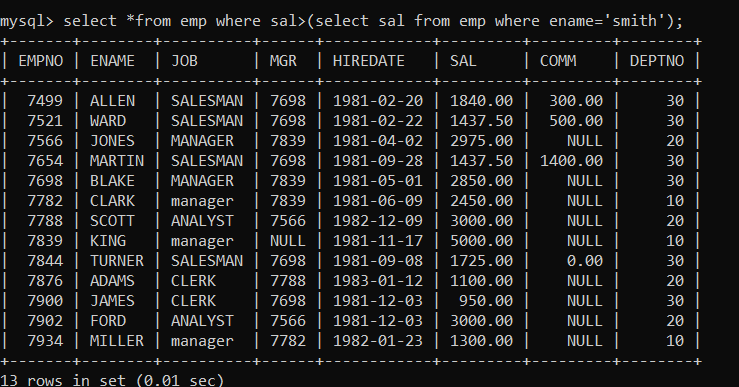 mysql> select *from emp where sal>(select sal from emp where ename='smith');
+-------+--------+----------+------+------------+---------+---------+--------+
| EMPNO | ENAME  | JOB      | MGR  | HIREDATE   | SAL     | COMM    | DEPTNO |
+-------+--------+----------+------+------------+---------+---------+--------+
|  7499 | ALLEN  | SALESMAN | 7698 | 1981-02-20 | 1840.00 |  300.00 |     30 |
|  7521 | WARD   | SALESMAN | 7698 | 1981-02-22 | 1437.50 |  500.00 |     30 |
|  7566 | JONES  | MANAGER  | 7839 | 1981-04-02 | 2975.00 |    NULL |     20 |
|  7654 | MARTIN | SALESMAN | 7698 | 1981-09-28 | 1437.50 | 1400.00 |     30 |
|  7698 | BLAKE  | MANAGER  | 7839 | 1981-05-01 | 2850.00 |    NULL |     30 |
|  7782 | CLARK  | manager  | 7839 | 1981-06-09 | 2450.00 |    NULL |     10 |
|  7788 | SCOTT  | ANALYST  | 7566 | 1982-12-09 | 3000.00 |    NULL |     20 |
|  7839 | KING   | manager  | NULL | 1981-11-17 | 5000.00 |    NULL |     10 |
|  7844 | TURNER | SALESMAN | 7698 | 1981-09-08 | 1725.00 |    0.00 |     30 |
|  7876 | ADAMS  | CLERK    | 7788 | 1983-01-12 | 1100.00 |    NULL |     20 |
|  7900 | JAMES  | CLERK    | 7698 | 1981-12-03 |  950.00 |    NULL |     30 |
|  7902 | FORD   | ANALYST  | 7566 | 1981-12-03 | 3000.00 |    NULL |     20 |
|  7934 | MILLER | manager  | 7782 | 1982-01-23 | 1300.00 |    NULL |     10 |
+-------+--------+----------+------+------------+---------+---------+--------+
13 rows in set (0.01 sec)